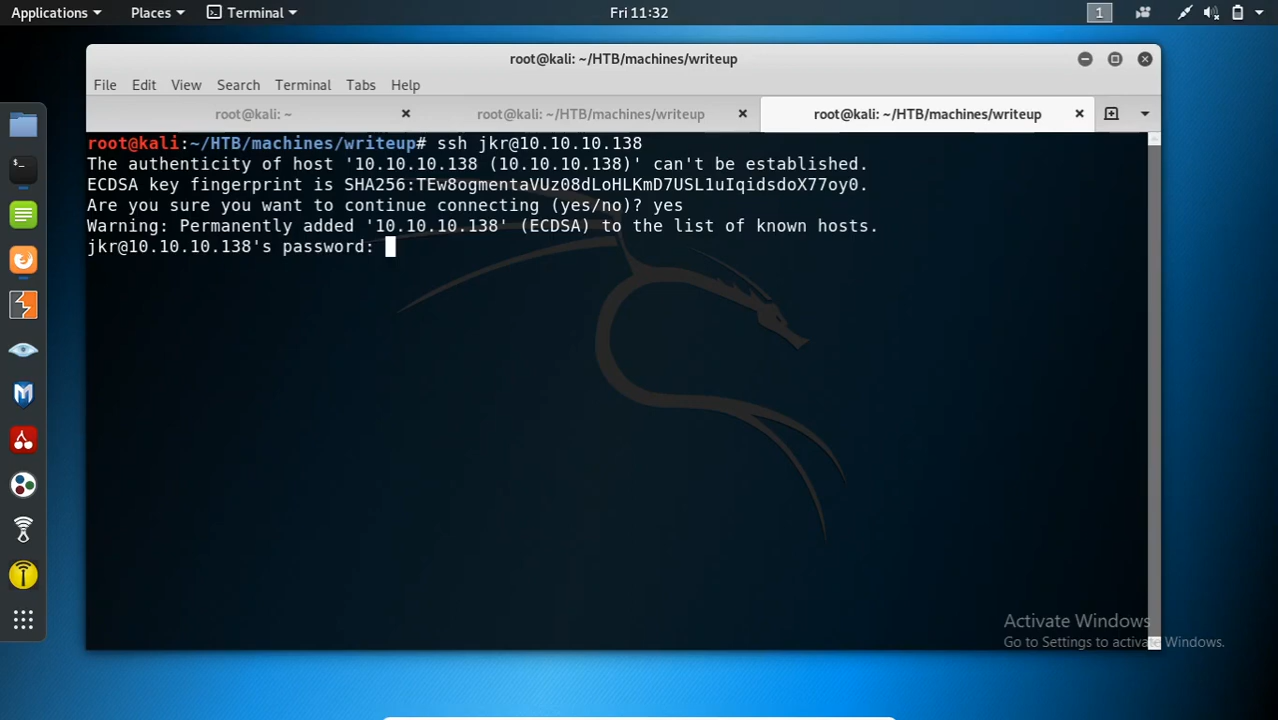 Applications Places Terminal Fri 11:32 1
root@kali: ~/HTB/machines/writeup
File Edit View Search Terminal Tabs Help
root@kali: ~ root@kali: ~/HTB/machines/writeup root@kali: ~/HTB/machines/writeup
root@kali:~/HTB/machines/writeup# ssh jkr@10.10.10.138
The authenticity of host '10.10.10.138 (10.10.10.138)' can't be established.
ECDSA key fingerprint is SHA256:TEw8ogmentaVUz08dLoHLKmD7USL1uIqidsdoX77oy0.
Are you sure you want to continue connecting (yes/no)? yes
Warning: Permanently added '10.10.10.138' (ECDSA) to the list of known hosts.
jkr@10.10.10.138's password:
Activate Windows
Go to Settings to activate Windows.